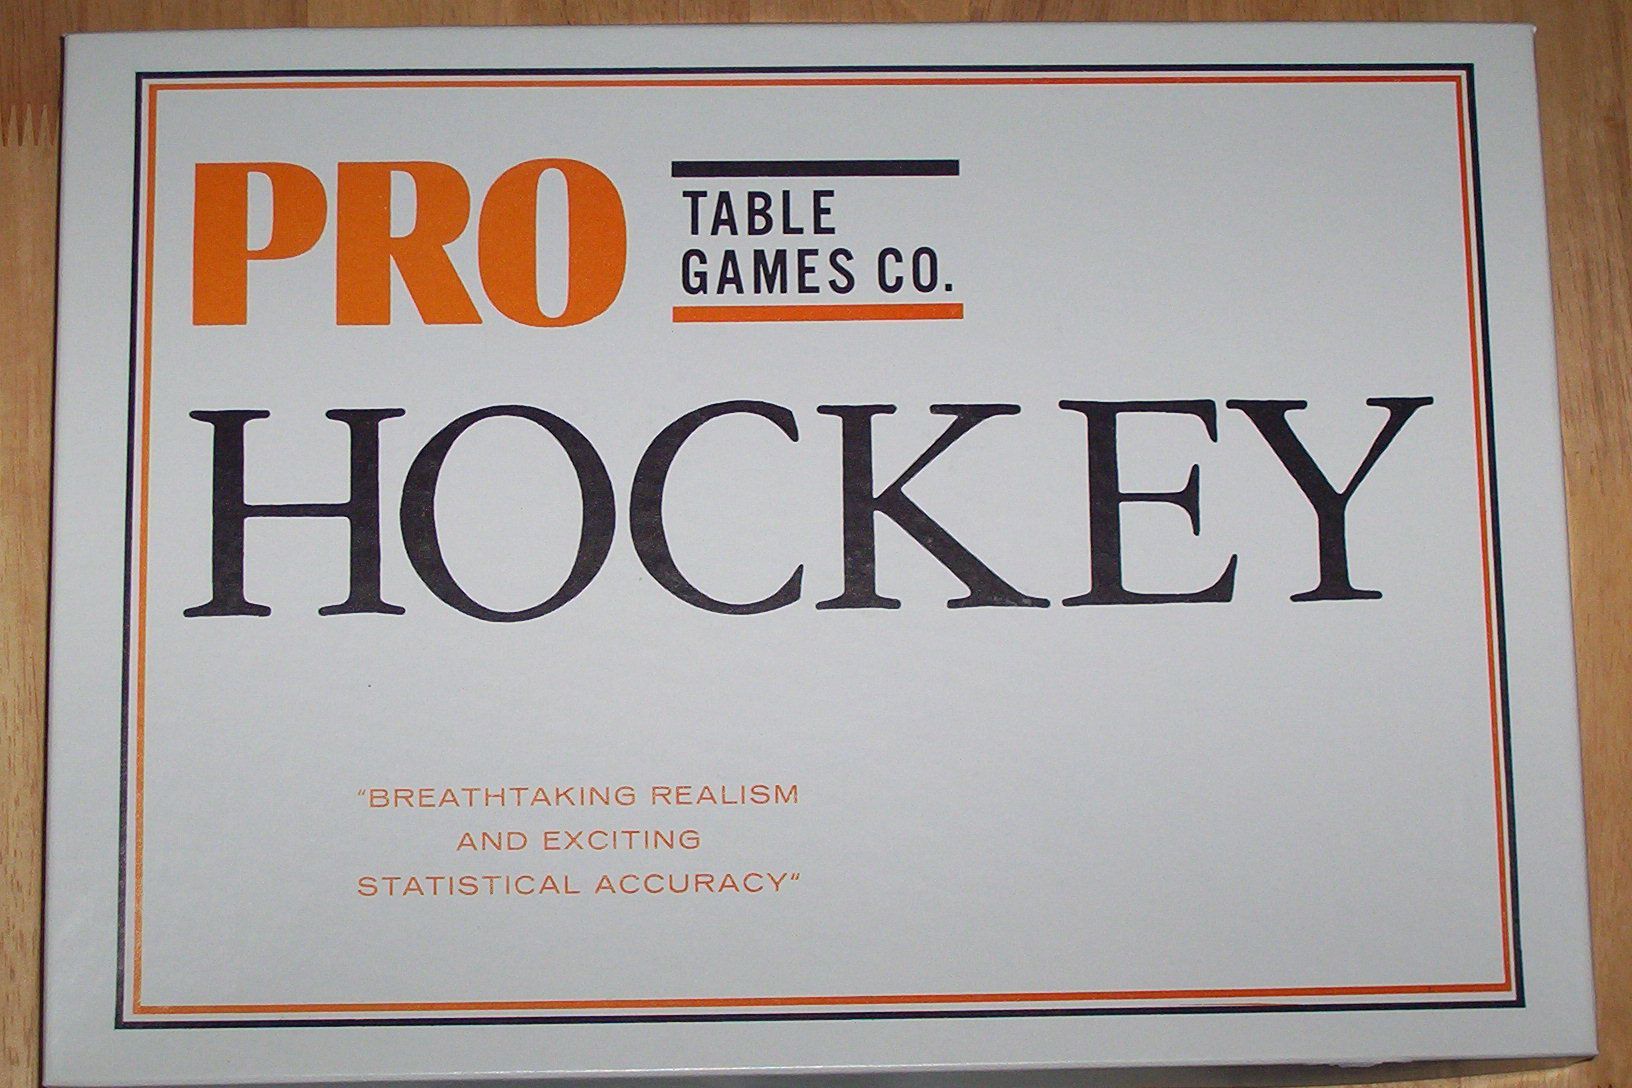 PRO
TABLE
GAMES CO.
HOCKEY
"BREATHTAKING REALISM
AND EXCITING
STATISTICAL ACCURACY"